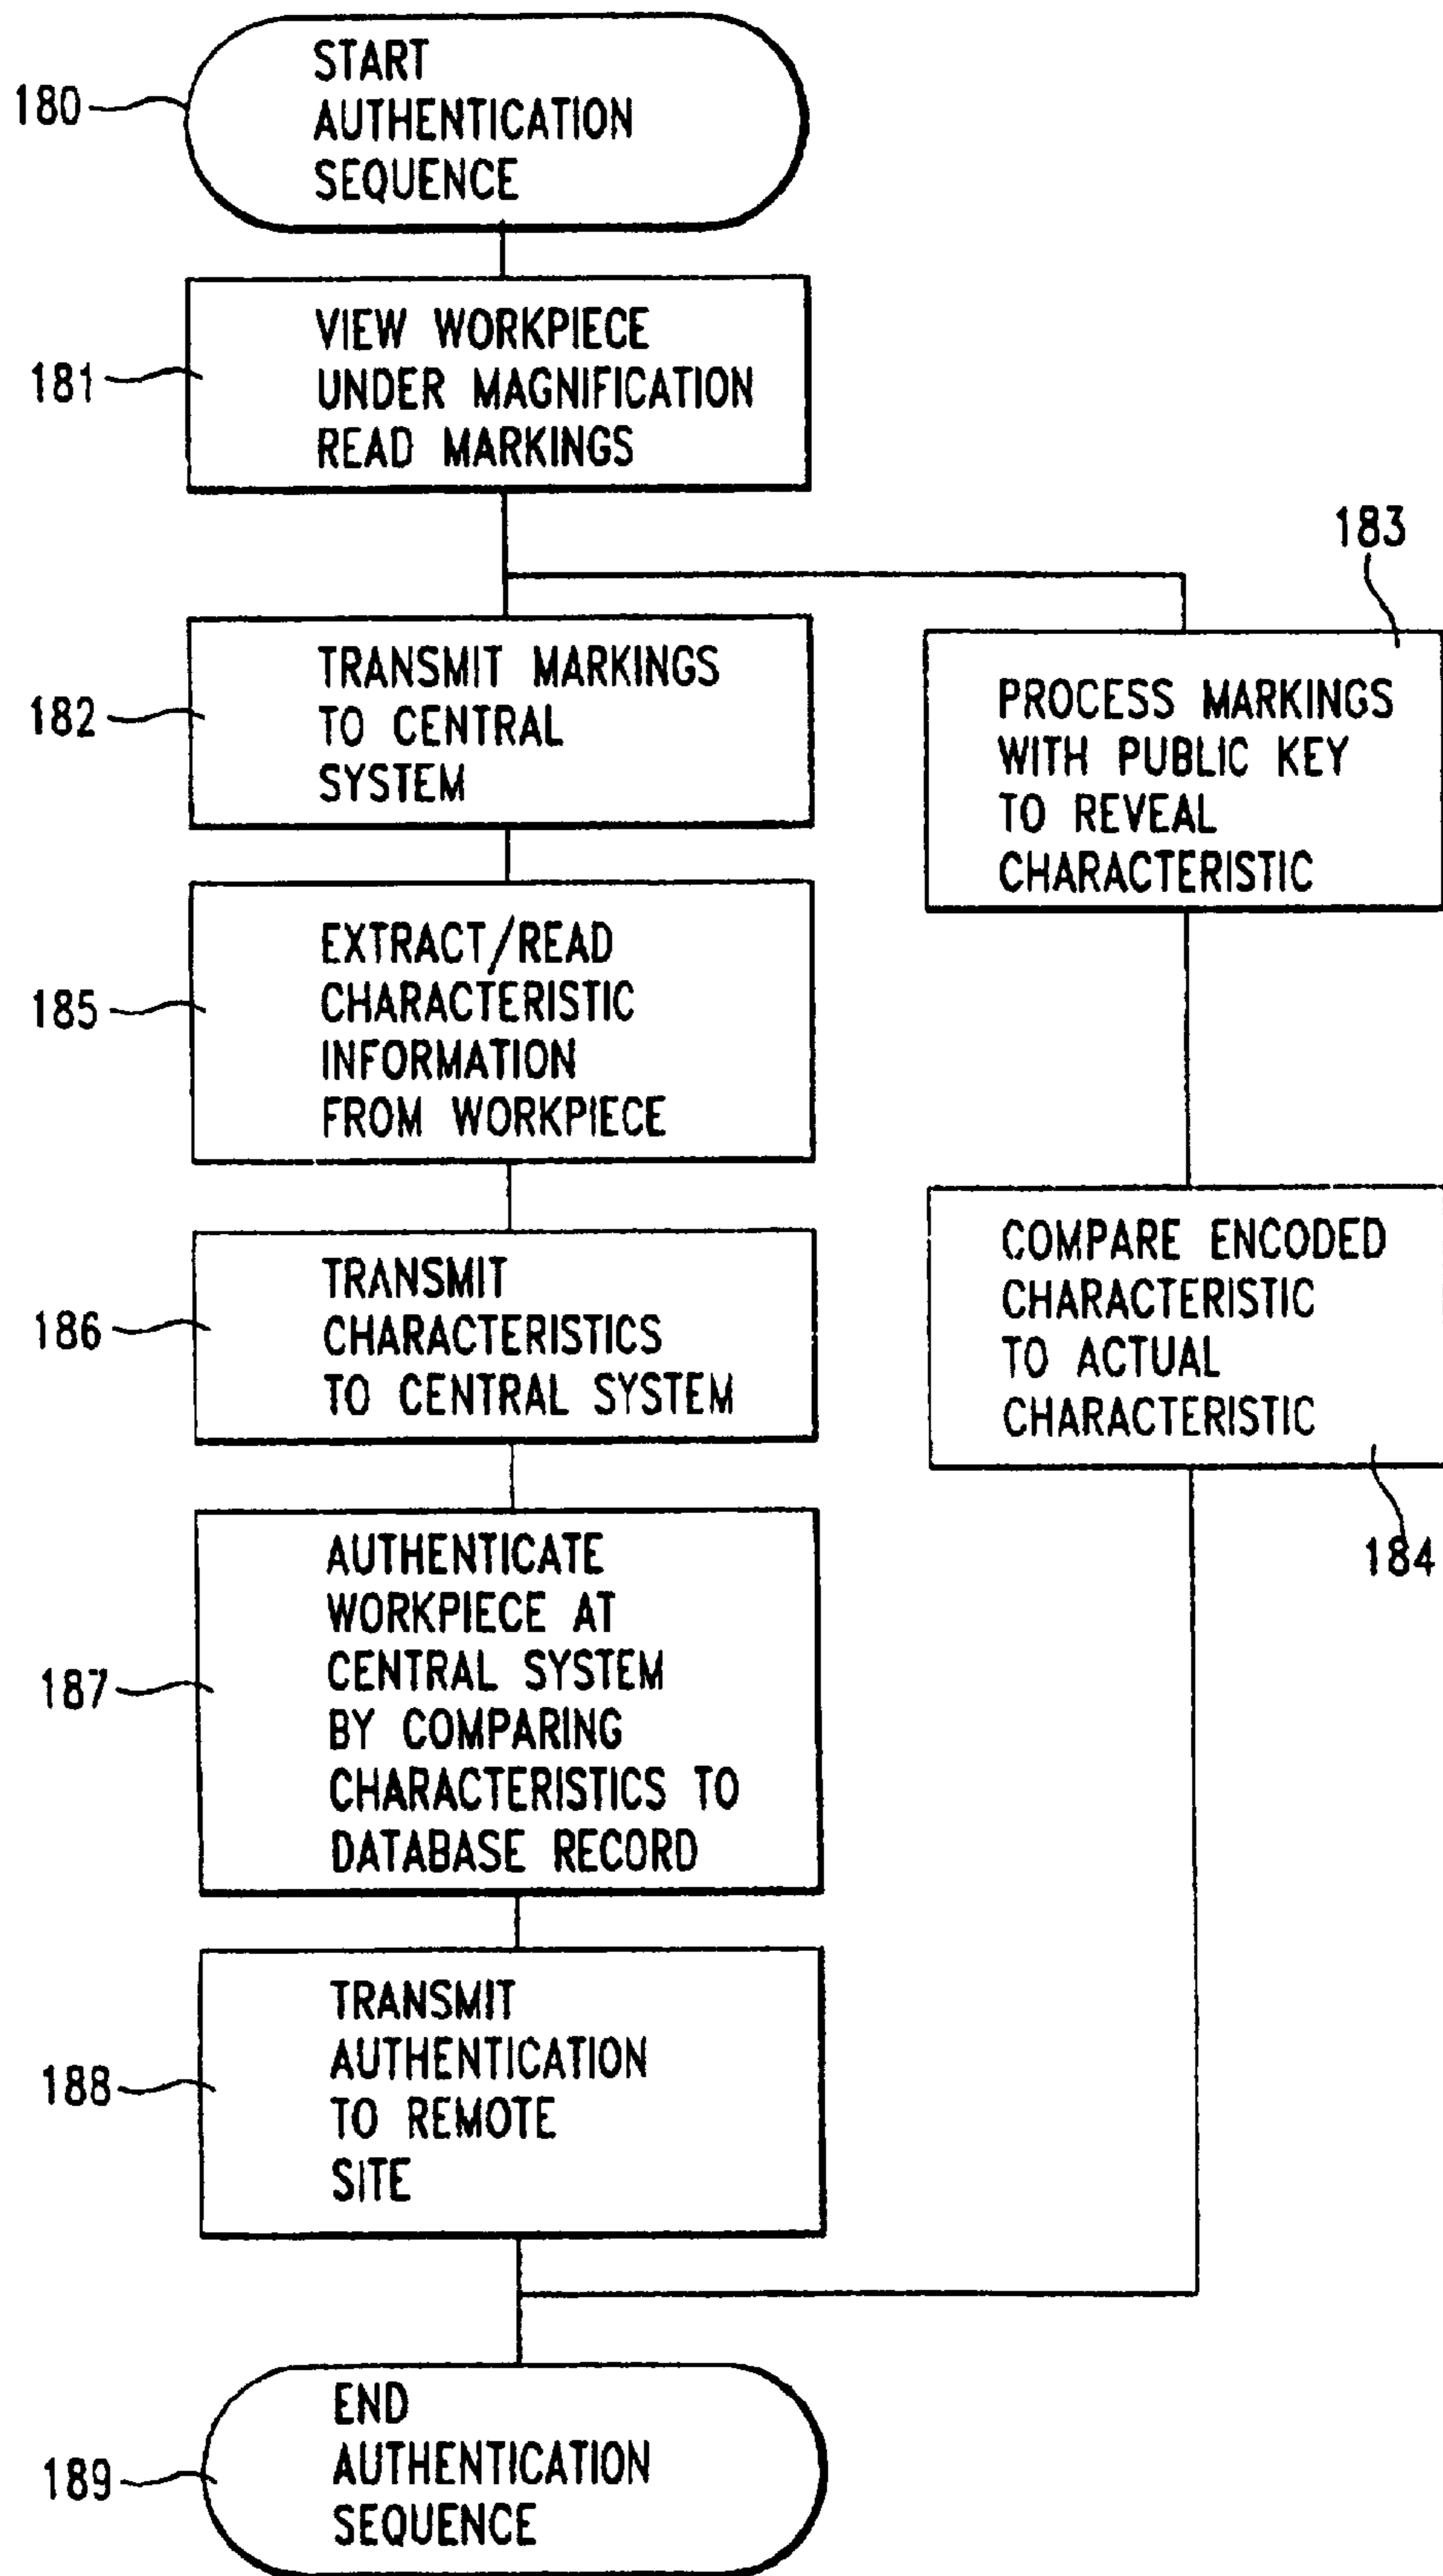 180
START
AUTHENTICATION
SEQUENCE
181
VIEW WORKPIECE
UNDER MAGNIFICATION
READ MARKINGS
182
TRANSMIT MARKINGS
TO CENTRAL
SYSTEM
183
PROCESS MARKINGS
WITH PUBLIC KEY
TO REVEAL
CHARACTERISTIC
185
EXTRACT/READ
CHARACTERISTIC
INFORMATION
FROM WORKPIECE
186
TRANSMIT
CHARACTERISTICS
TO CENTRAL SYSTEM
COMPARE ENCODED
CHARACTERISTIC
TO ACTUAL
CHARACTERISTIC
184
187
AUTHENTICATE
WORKPIECE AT
CENTRAL SYSTEM
BY COMPARING
CHARACTERISTICS TO
DATABASE RECORD
188
TRANSMIT
AUTHENTICATION
TO REMOTE
SITE
189
END
AUTHENTICATION
SEQUENCE